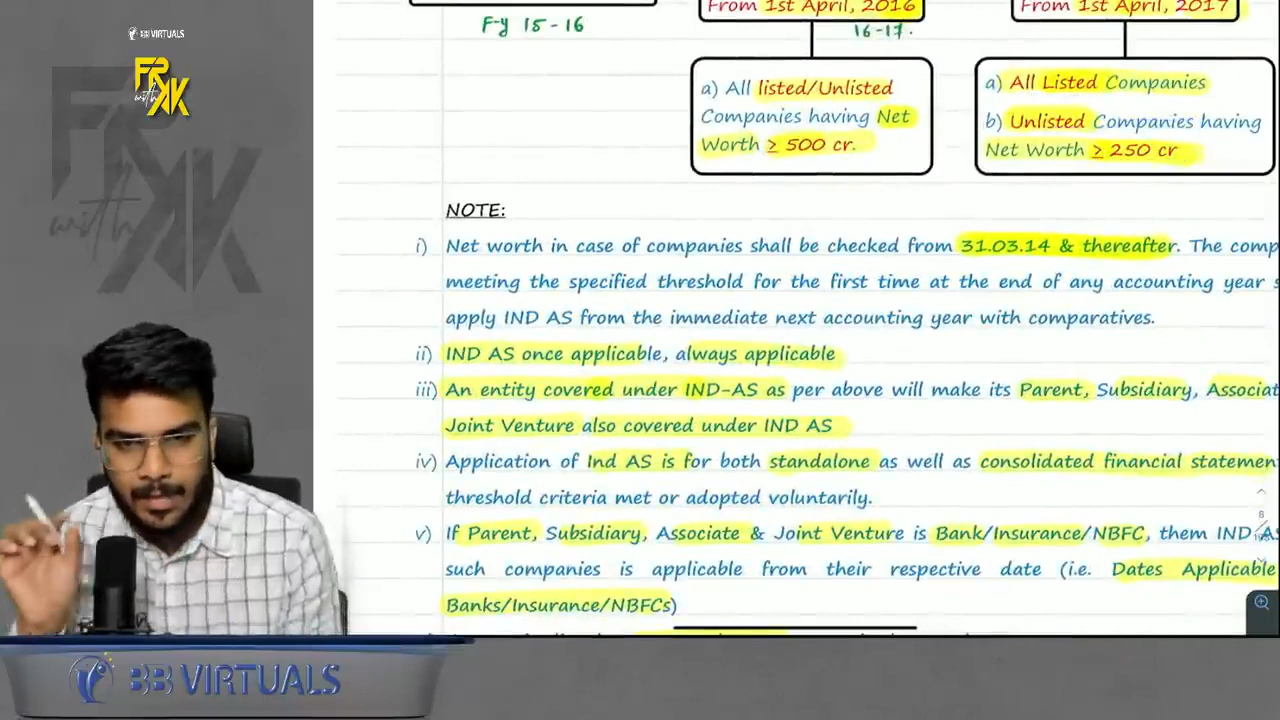 BB VIRTUALS
FR
with
AK
From 1st April, 2016
From 1st April, 2017
F-y 15-16
16-17.
a) All listed/Unlisted
Companies having Net
Worth ≥ 500 cr.
a) All Listed Companies
b) Unlisted Companies having
Net Worth ≥ 250 cr
NOTE:
i) Net worth in case of companies shall be checked from 31.03.14 & thereafter. The comp
meeting the specified threshold for the first time at the end of any accounting year s
apply IND AS from the immediate next accounting year with comparatives.
ii) IND AS once applicable, always applicable
iii) An entity covered under IND-AS as per above will make its Parent, Subsidiary, Associat
Joint Venture also covered under IND AS
iv) Application of Ind AS is for both standalone as well as consolidated financial statemen
threshold criteria met or adopted voluntarily.
v) If Parent, Subsidiary, Associate & Joint Venture is Bank/Insurance/NBFC, them IND AS
such companies is applicable from their respective date (i.e. Dates Applicable
Banks/Insurance/NBFCs)
8
BB VIRTUALS